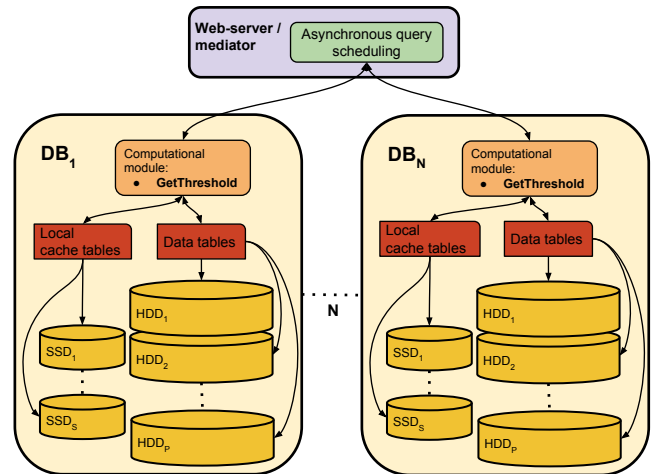 Web-server /
mediator
Asynchronous query
scheduling
DB₁
Computational
module:
● GetThreshold
Local
cache tables
Data tables
HDD₁
SSD₁
HDD₂
SSDₛ
HDDₚ
N
DB_N
Computational
module:
● GetThreshold
Local
cache tables
Data tables
HDD₁
SSD₁
HDD₂
SSDₛ
HDDₚ